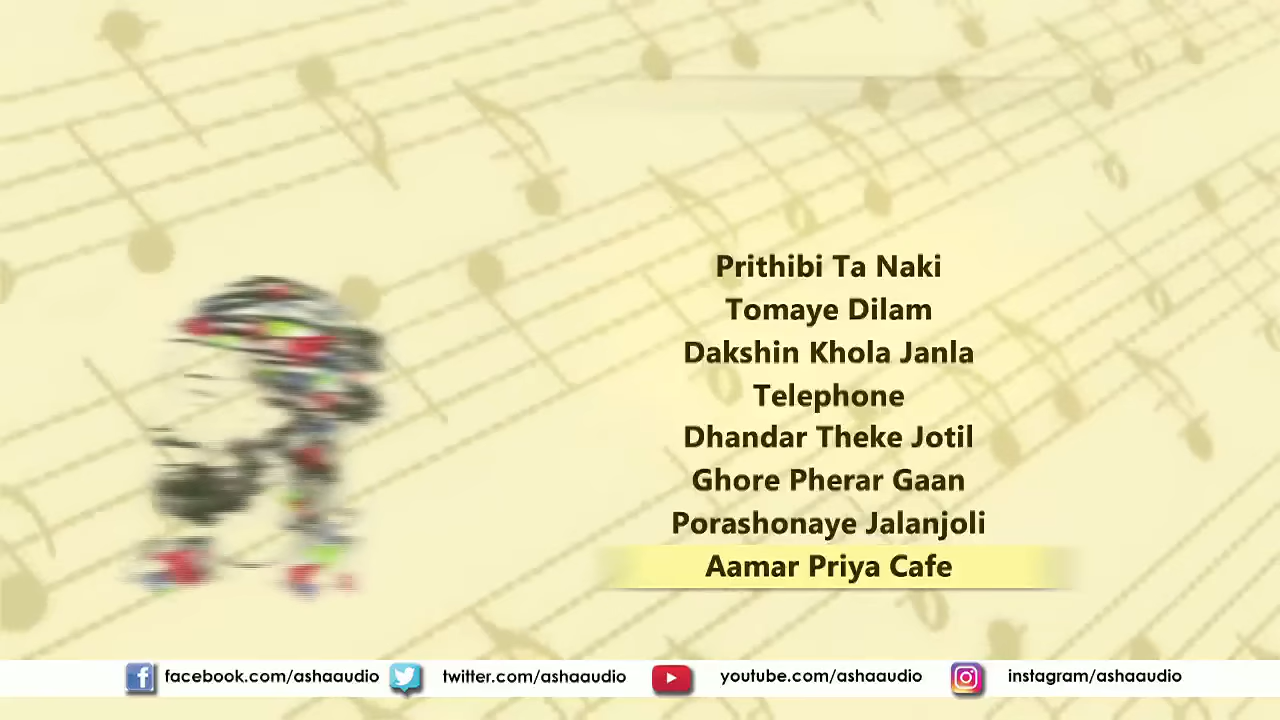 Prithibi Ta Naki
Tomaye Dilam
Dakshin Khola Janla
Telephone
Dhandar Theke Jotil
Ghore Pherar Gaan
Porashonaye Jalanjoli
Aamar Priya Cafe
facebook.com/ashaaudio twitter.com/ashaaudio youtube.com/ashaaudio instagram/ashaaudio